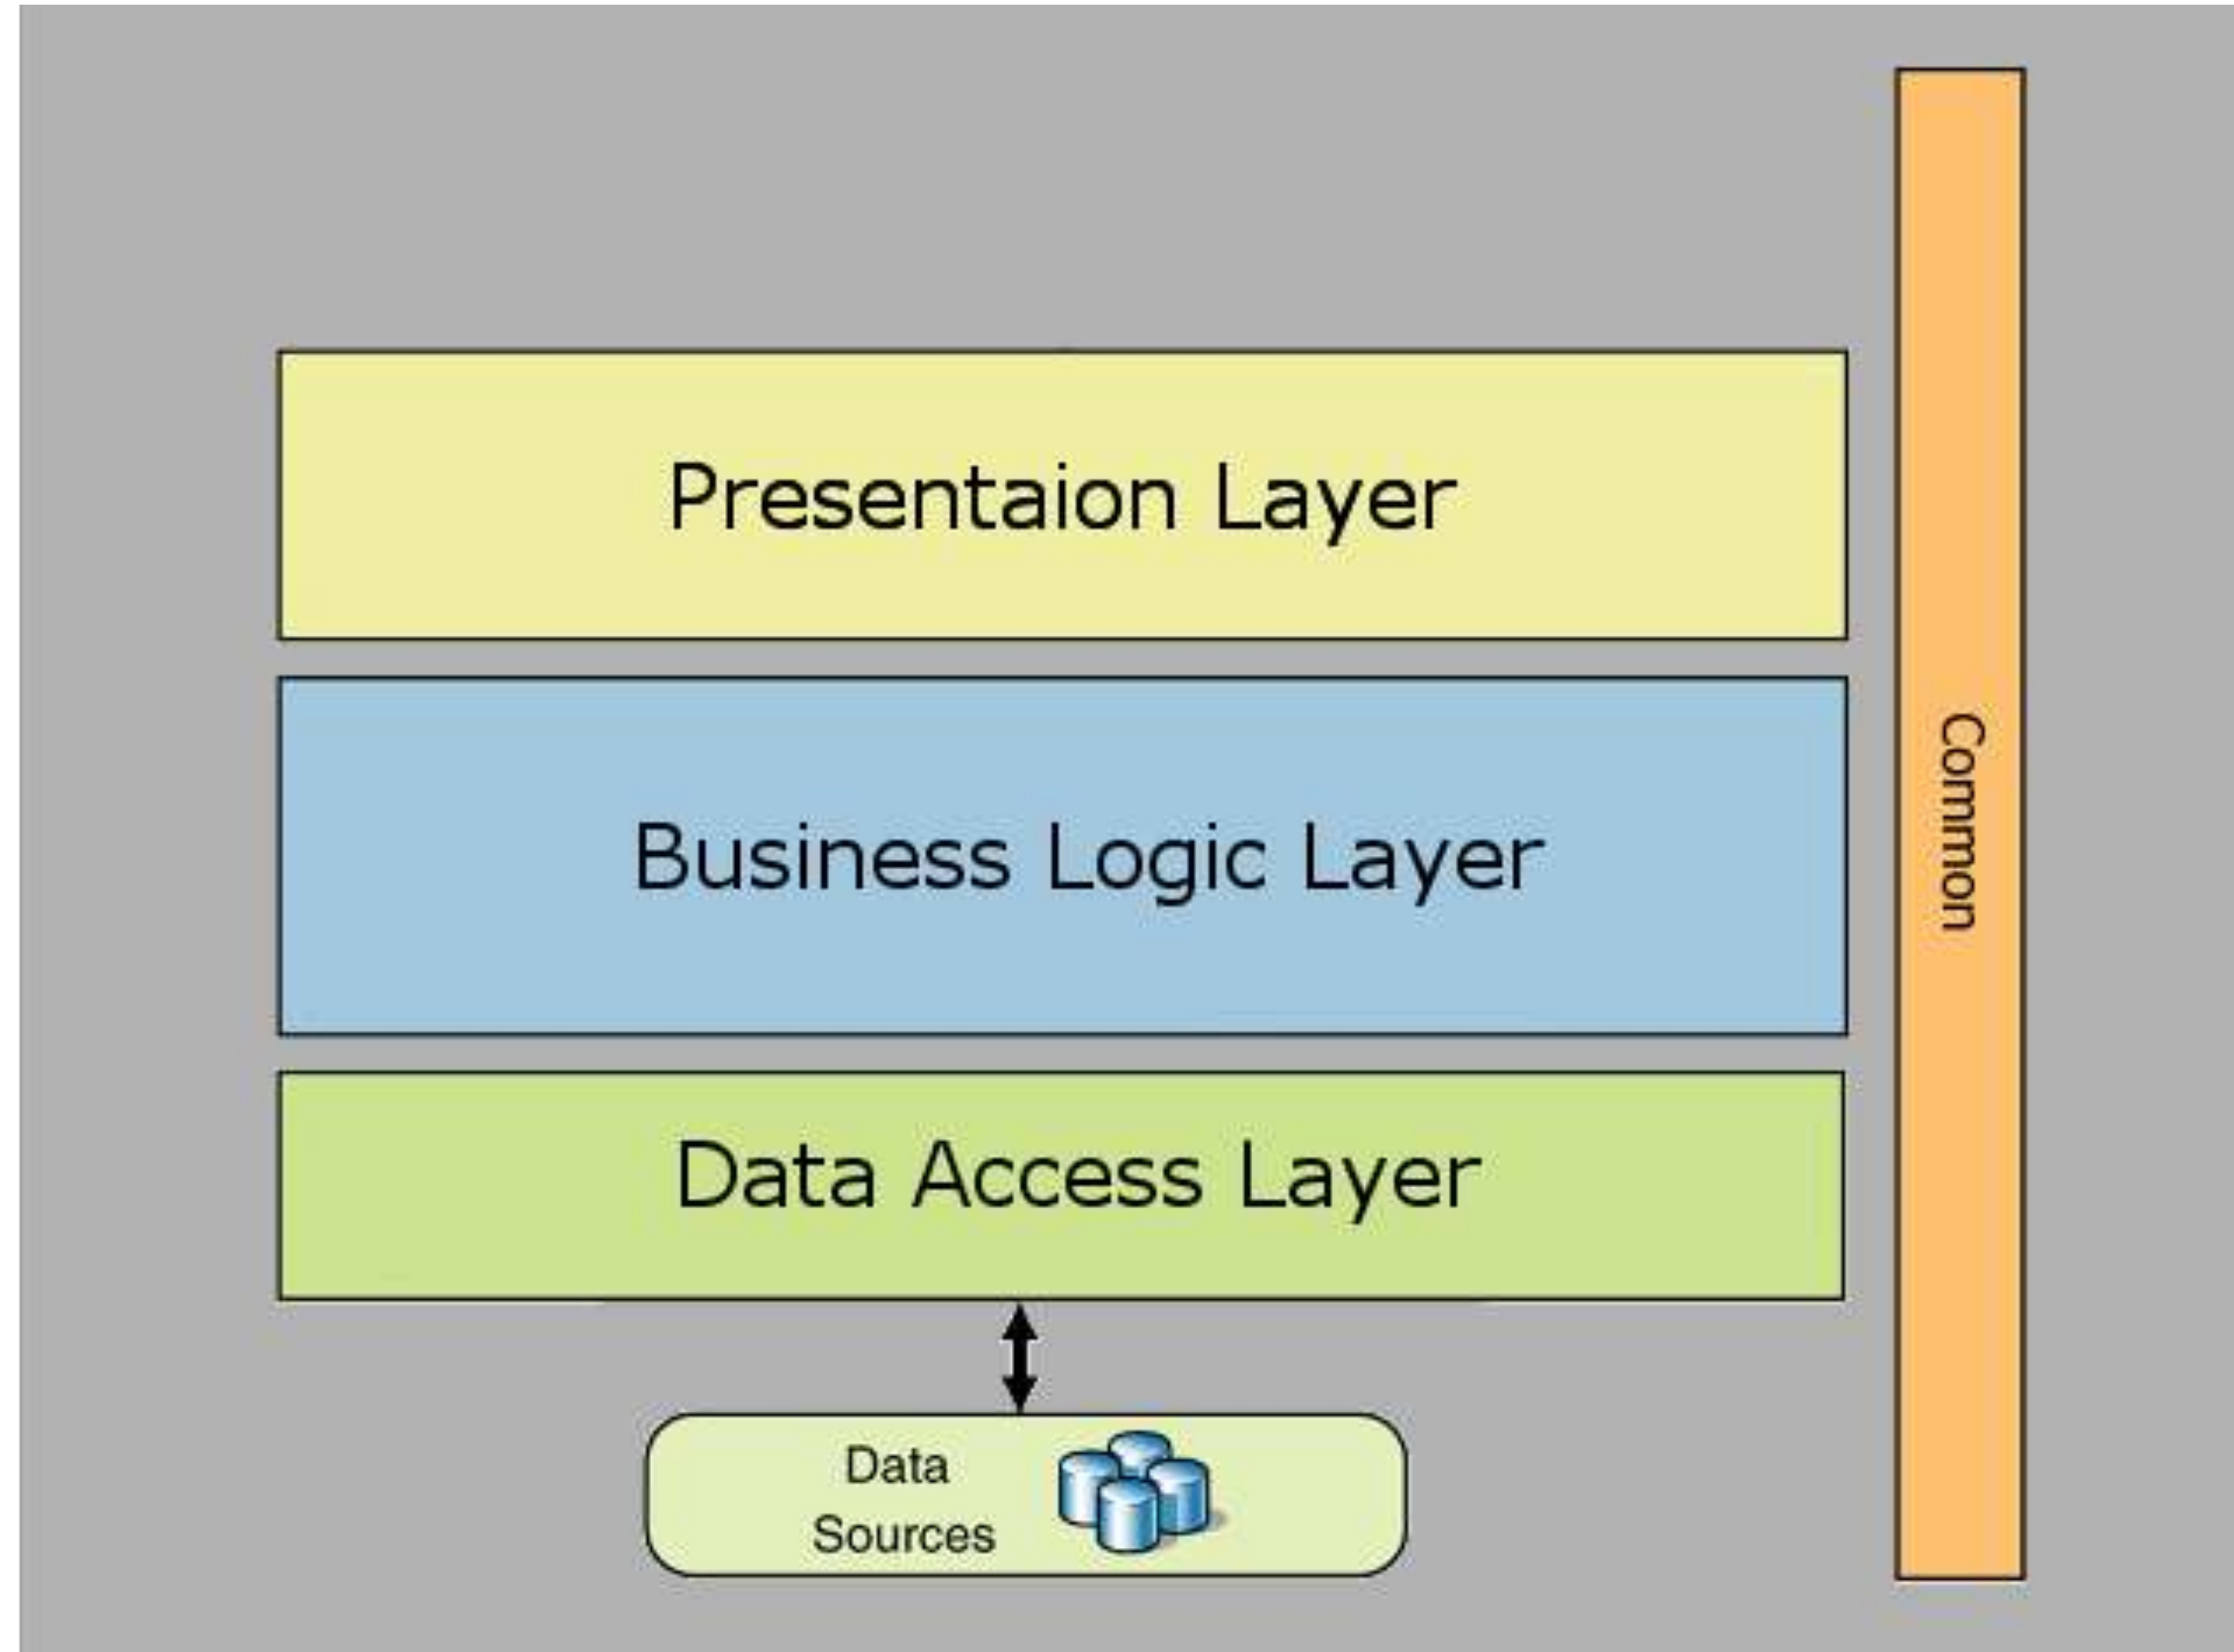 Presentaion Layer
Business Logic Layer
Data Access Layer
Data
Sources
Common